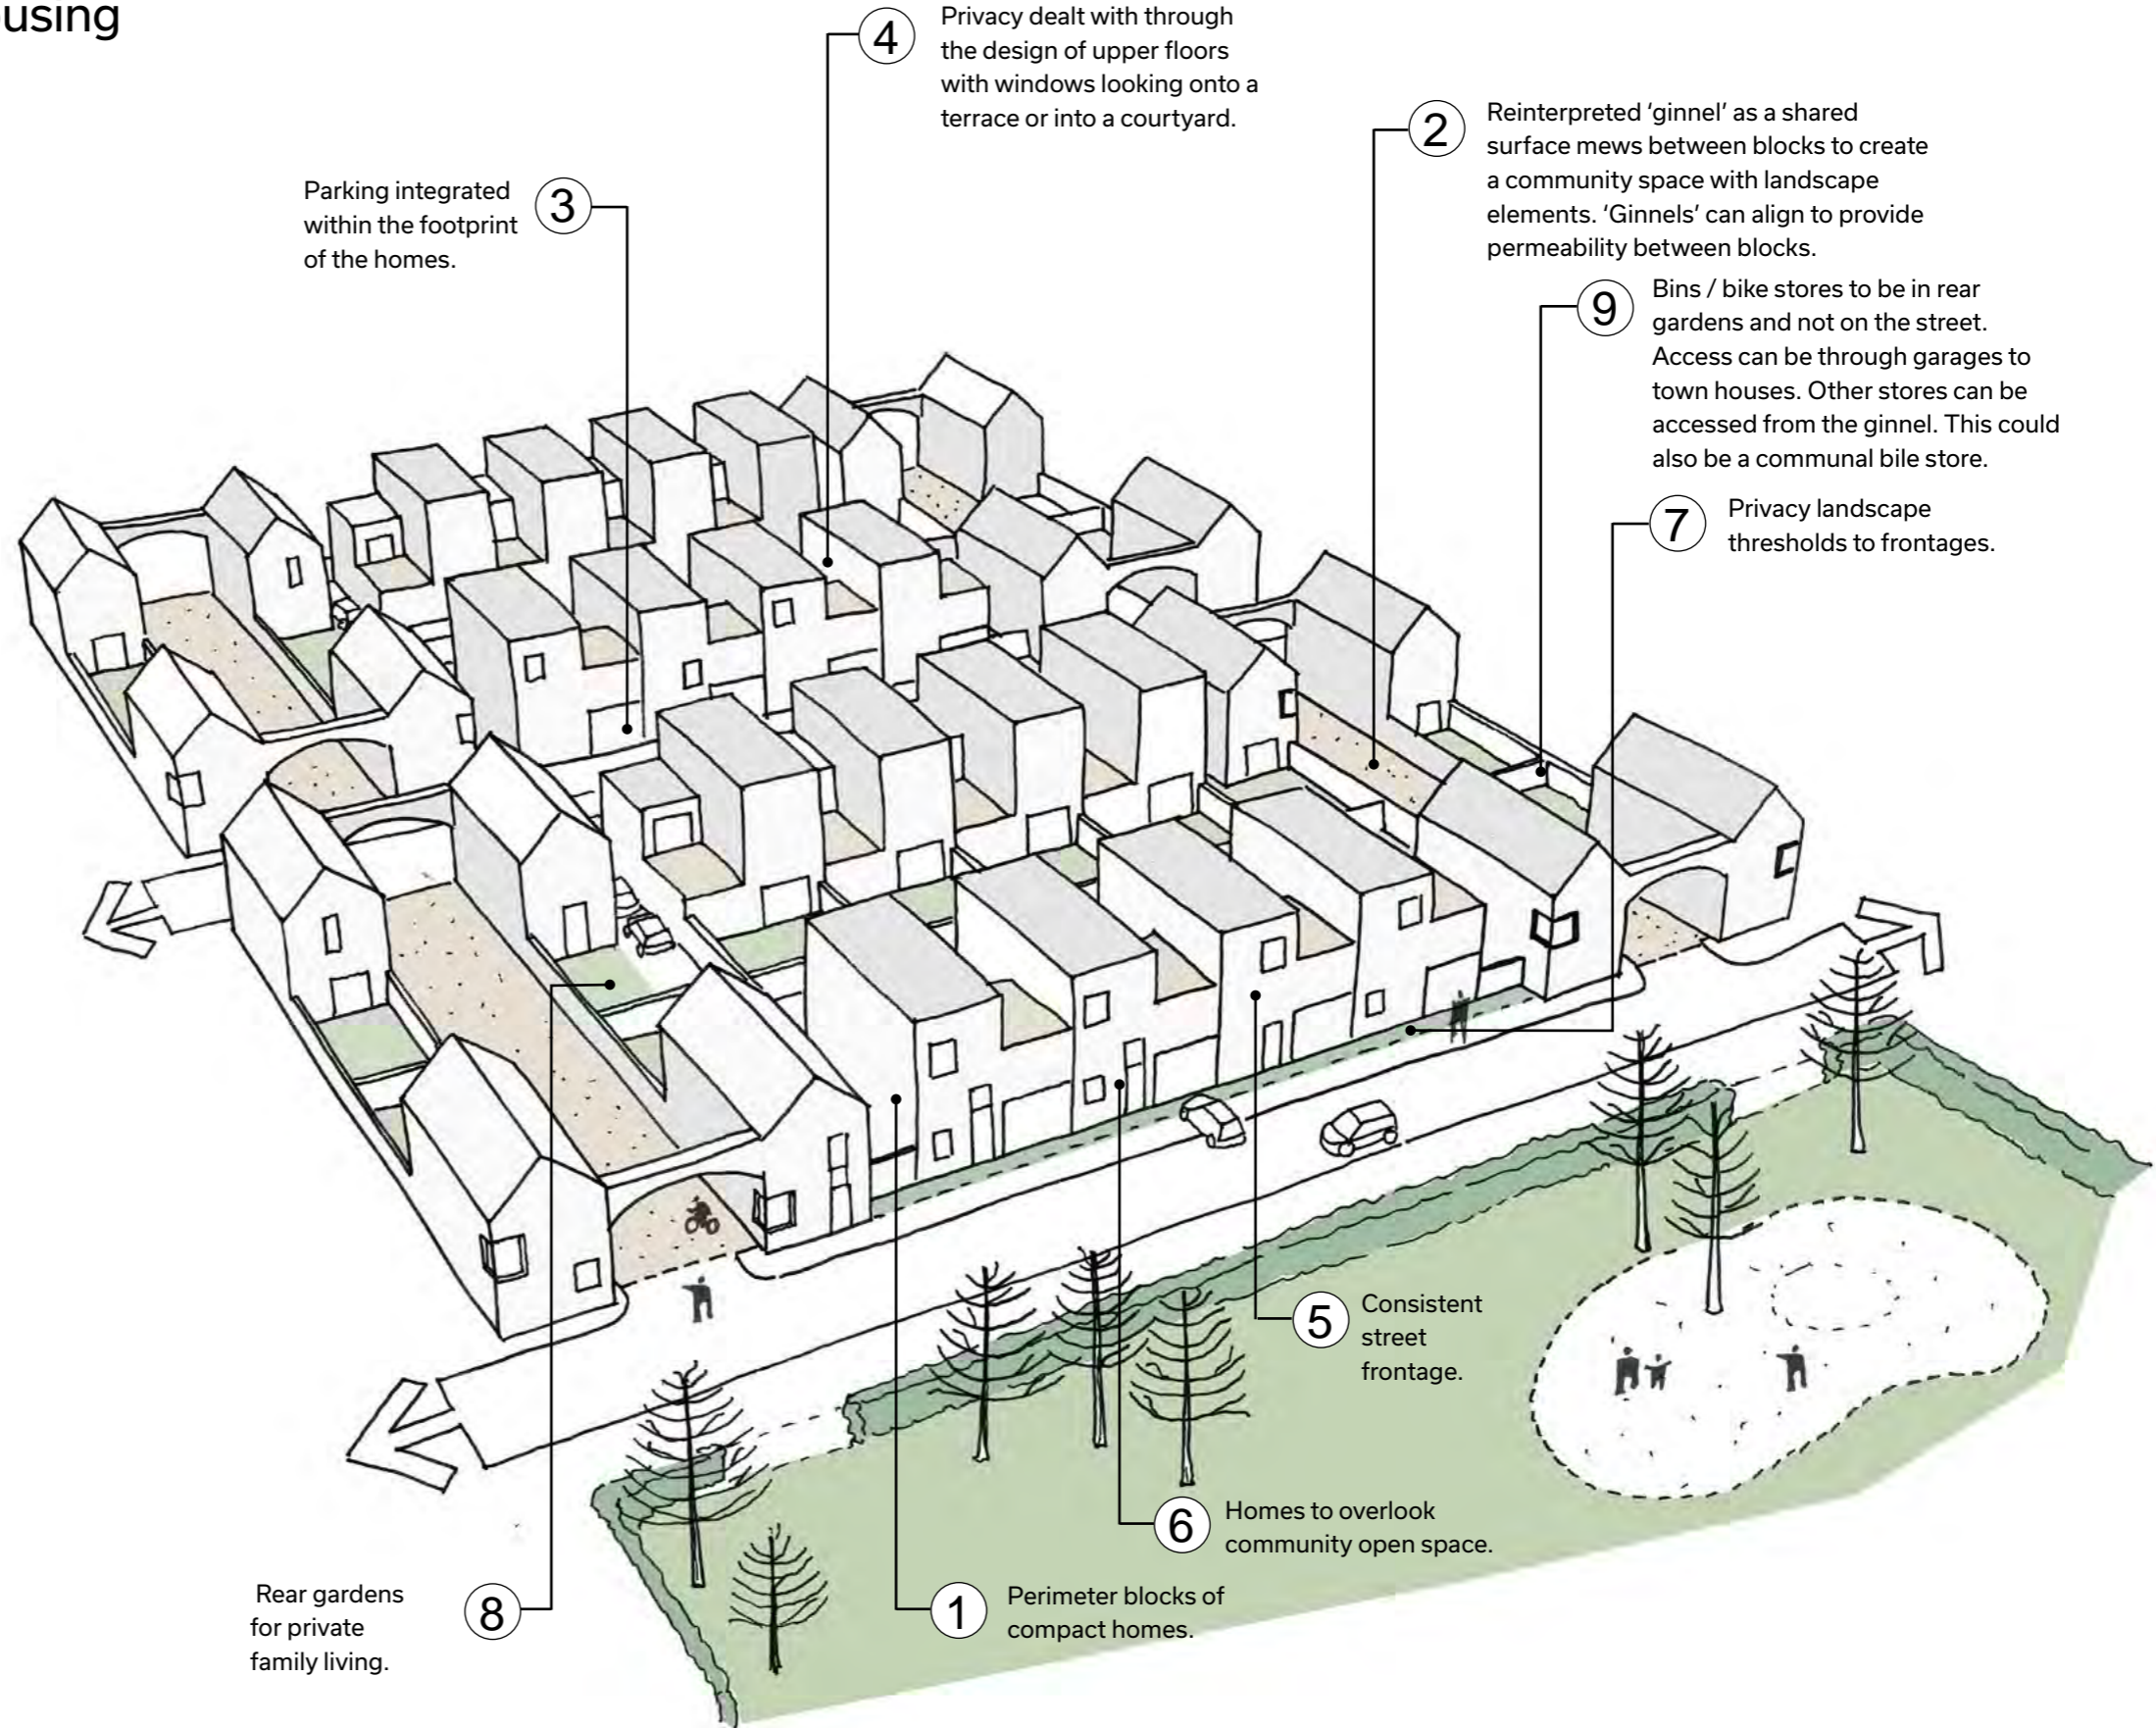 using
4
Privacy dealt with through
the design of upper floors
with windows looking onto a
terrace or into a courtyard.
2
Reinterpreted ‘ginnel’ as a shared
surface mews between blocks to create
a community space with landscape
elements. ‘Ginnels’ can align to provide
permeability between blocks.
3
Parking integrated
within the footprint
of the homes.
9
Bins / bike stores to be in rear
gardens and not on the street.
Access can be through garages to
town houses. Other stores can be
accessed from the ginnel. This could
also be a communal bile store.
7
Privacy landscape
thresholds to frontages.
5
Consistent
street
frontage.
6
Homes to overlook
community open space.
8
Rear gardens
for private
family living.
1
Perimeter blocks of
compact homes.